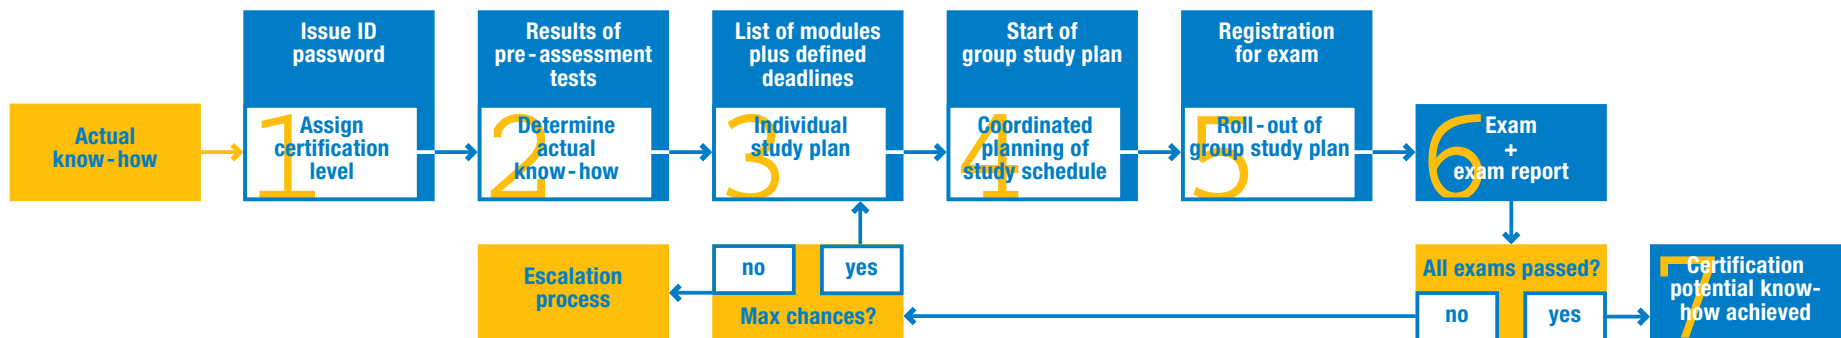 Actual
know-how
Issue ID
password
1
Assign
certification
level
Results of
pre-assessment
tests
2
Determine
actual
know-how
List of modules
plus defined
deadlines
3
Individual
study plan
Start of
group study plan
4
Coordinated
planning of
study schedule
Registration
for exam
5
Roll-out of
group study plan
6
Exam
+
exam report
Escalation
process
no
yes
Max chances?
All exams passed?
no
yes
7
Certification
potential know-
how achieved